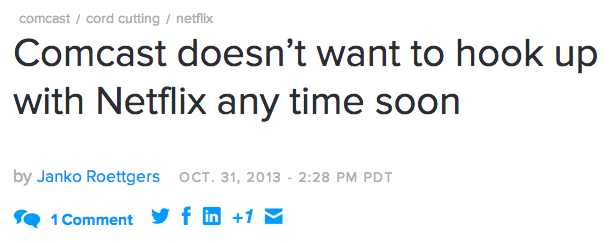 comcast / cord cutting / netflix
Comcast doesn’t want to hook up
with Netflix any time soon
by Janko Roettgers OCT. 31, 2013 - 2:28 PM PDT
1 Comment f in +1